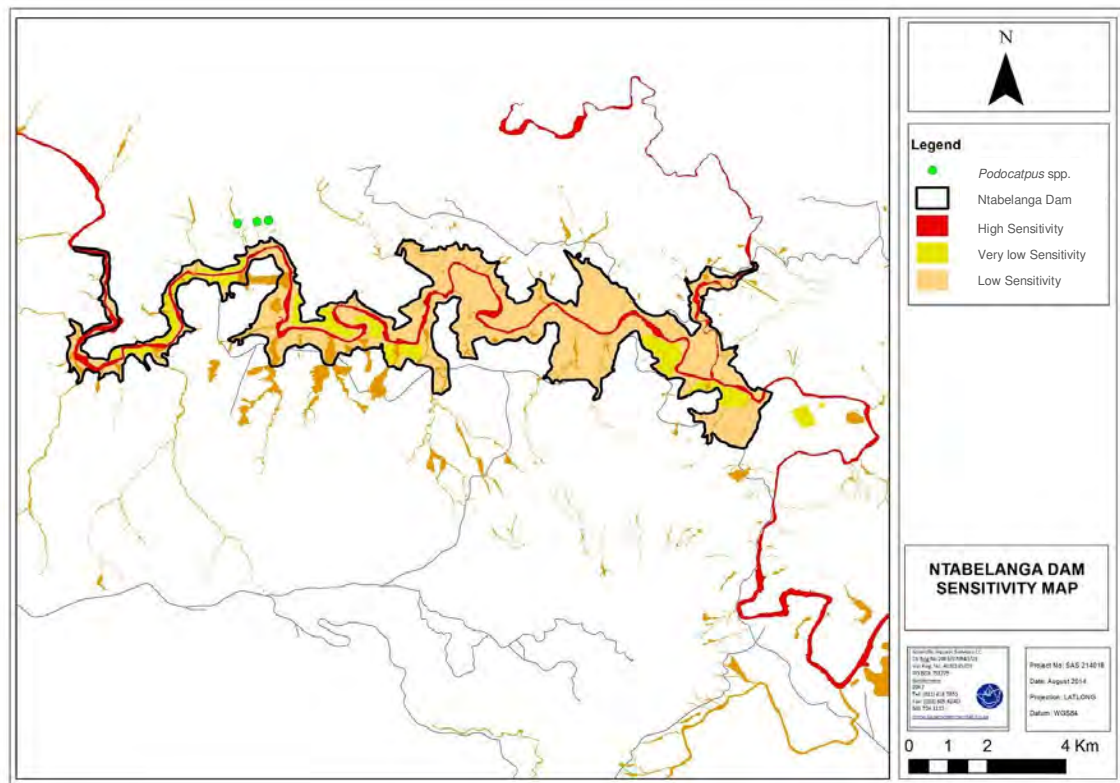 N
Legend
Podocatpus spp.
Ntabelanga Dam
High Sensitivity
Very low Sensitivity
Low Sensitivity
NTABELANGA DAM
SENSITIVITY MAP
Project No: SAS 214016
Date: August 2014
Projection: LATLONG
Datum: WGS84
0 1 2 4 Km